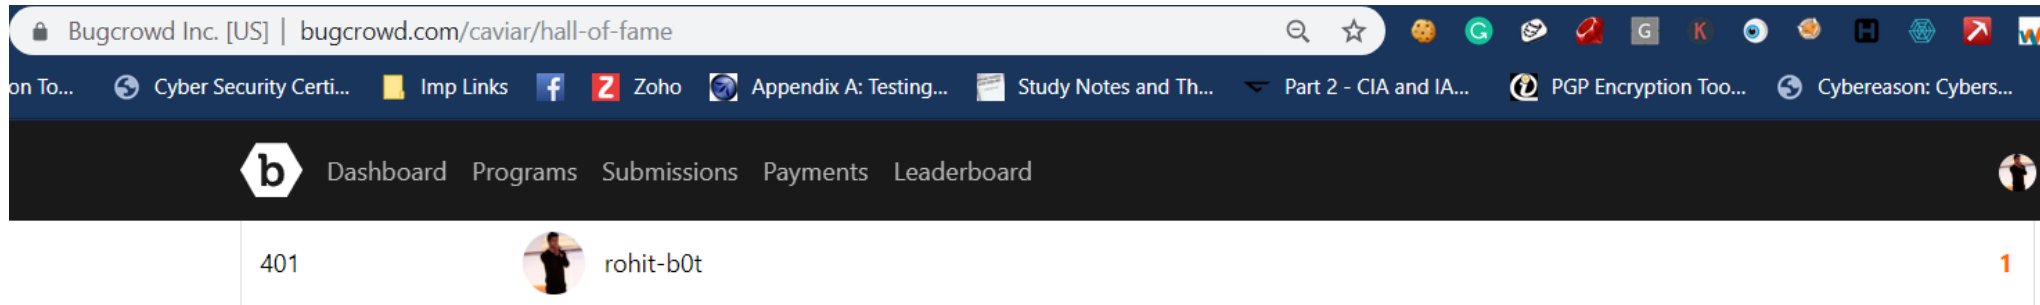 Bugcrowd Inc. [US] | bugcrowd.com/caviar/hall-of-fame
on To... Cyber Security Certi... Imp Links Zoho Appendix A: Testing... Study Notes and Th... Part 2 - CIA and IA... PGP Encryption Too... Cybereason: Cybers...
b Dashboard Programs Submissions Payments Leaderboard
401 rohit-b0t 1